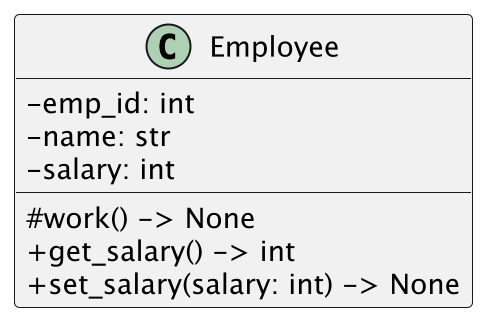 C Employee
-emp_id: int
-name: str
-salary: int
#work() -> None
+get_salary() -> int
+set_salary(salary: int) -> None